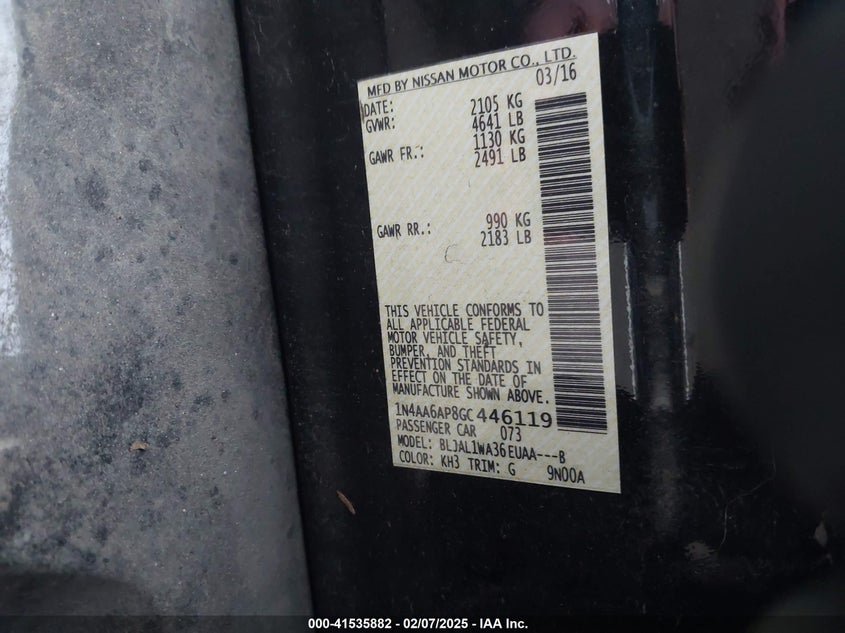 MFD BY NISSAN MOTOR CO., LTD.
DATE: 03/16
GVWR: 2105 KG
4641 LB
GAWR FR.: 1130 KG
2491 LB
GAWR RR.: 990 KG
2183 LB
THIS VEHICLE CONFORMS TO
ALL APPLICABLE FEDERAL
MOTOR VEHICLE SAFETY,
BUMPER, AND THEFT
PREVENTION STANDARDS IN
EFFECT ON THE DATE OF
MANUFACTURE SHOWN ABOVE.
1N4AA6AP8GC446119
PASSENGER CAR 073
MODEL: BLJAL1WA36EUAA---B
COLOR: KH3 TRIM: G 9N00A
000-41535882 - 02/07/2025 - IAA Inc.